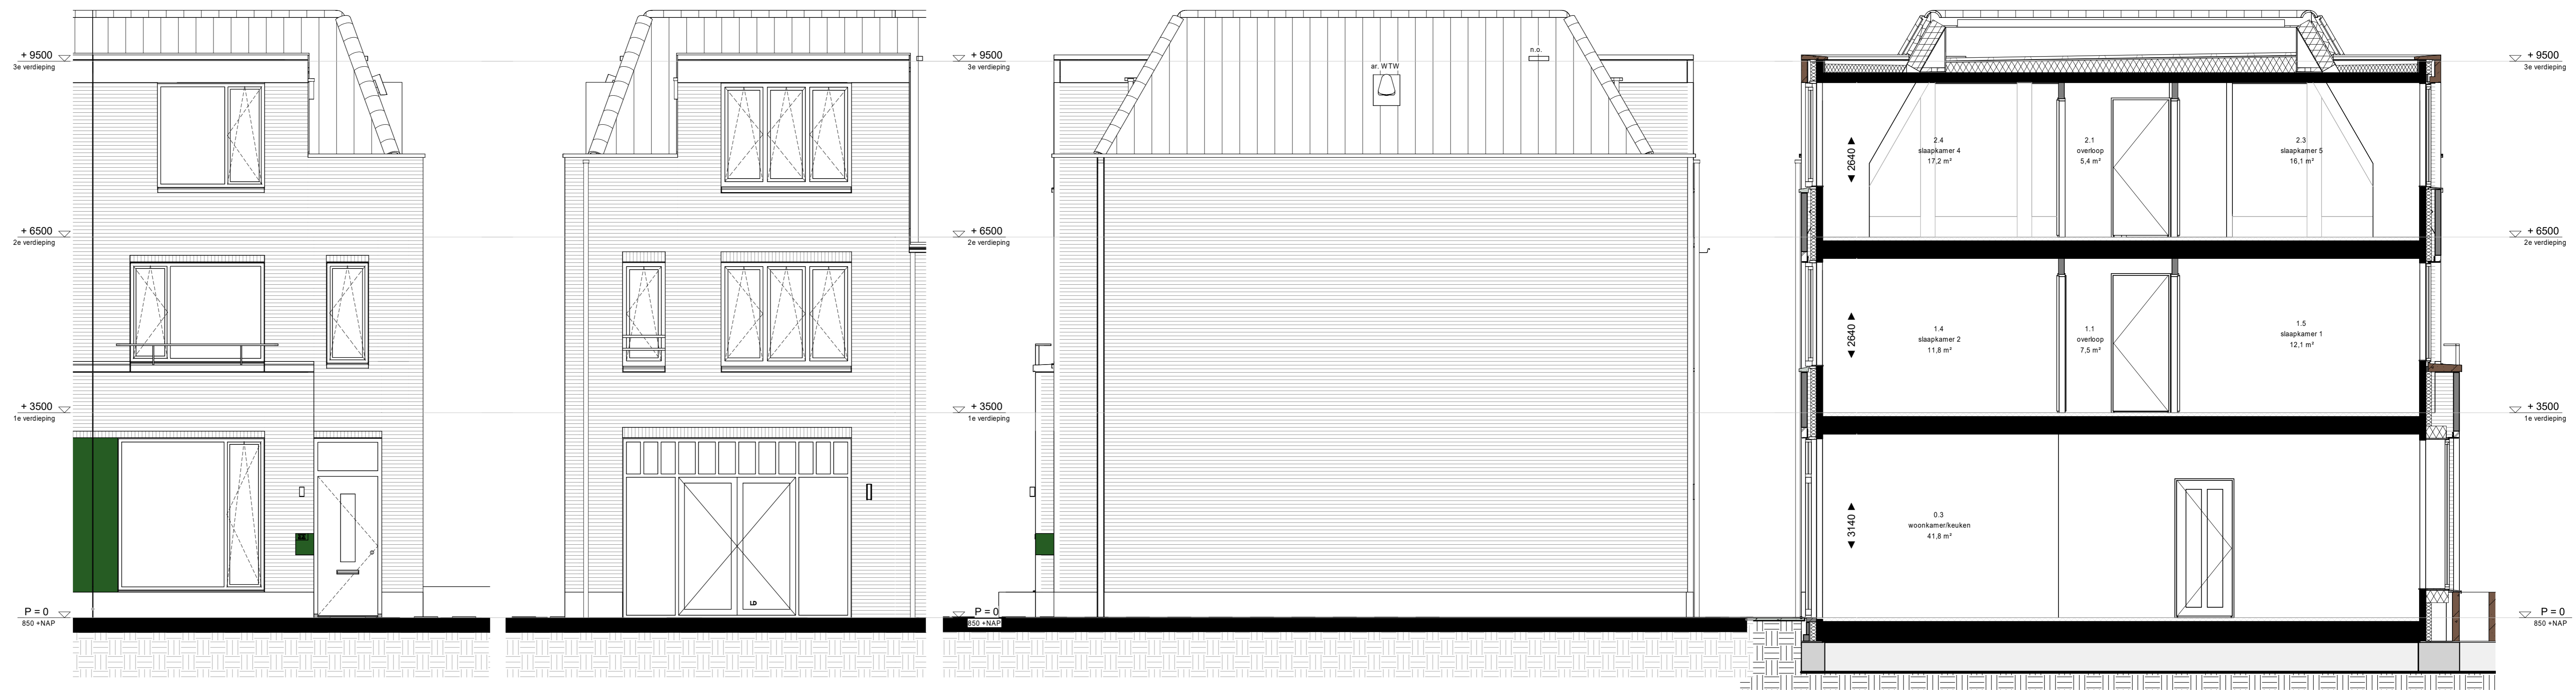 + 9500
3e verdieping
+ 6500
2e verdieping
+ 3500
1e verdieping
P = 0
850 +NAP
+ 9500
3e verdieping
+ 6500
2e verdieping
+ 3500
1e verdieping
P = 0
850 +NAP
n.o.
ar. WTW
2640
2.4
slaapkamer 4
17,2 m²
2.1
overloop
5,4 m²
2.3
slaapkamer 5
16,1 m²
2640
1.4
slaapkamer 2
11,8 m²
1.1
overloop
7,5 m²
1.5
slaapkamer 1
12,1 m²
3140
0.3
woonkamer/keuken
41,8 m²
+ 9500
3e verdieping
+ 6500
2e verdieping
+ 3500
1e verdieping
P = 0
850 +NAP